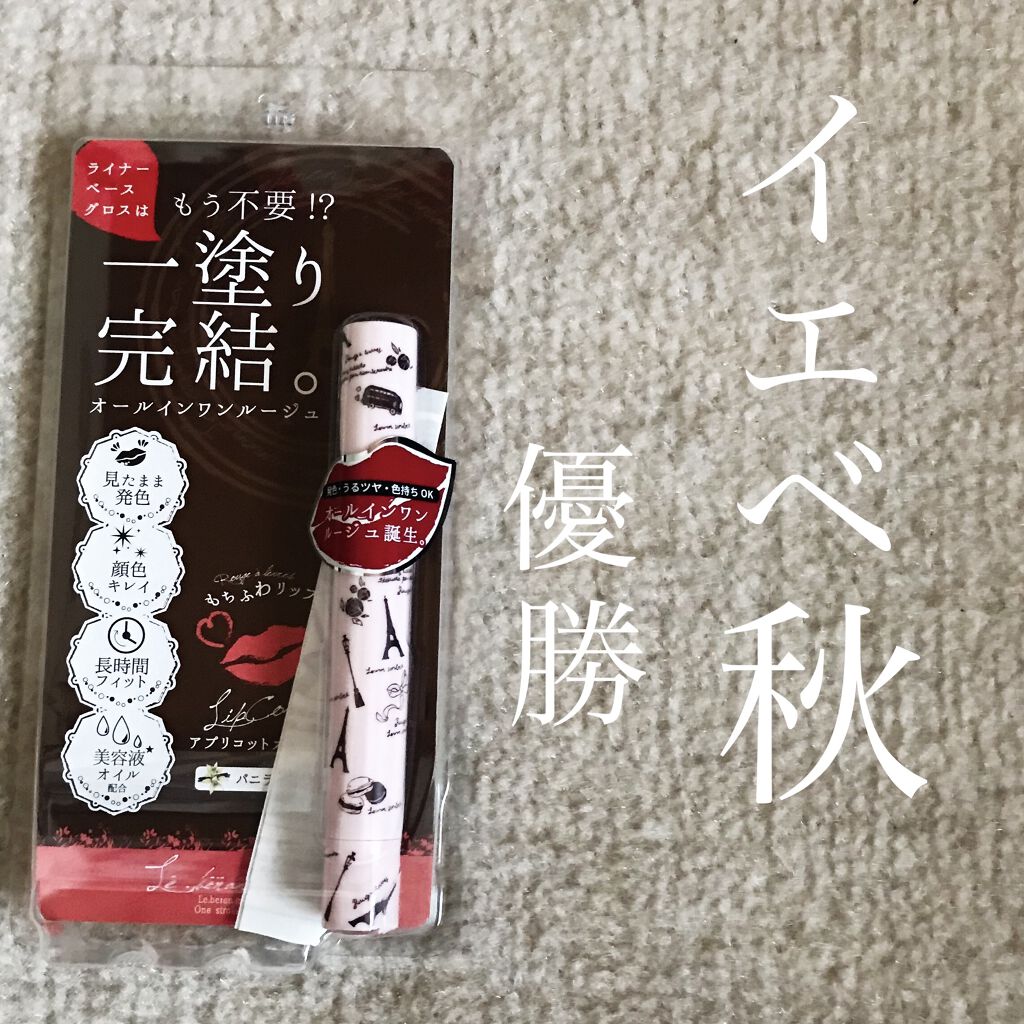 イエベ秋
優勝
ライナー
ベース
グロスは
もう不要!?
一塗り
完結。
オールインワンルージュ
見たまま
発色
顔色
キレイ
長時間
フィット
美容液
オイル
配合
発色・うるツヤ・色持ちOK
オールインワン
ルージュ誕生。
もちふわリップ
アプリコット
バニラ